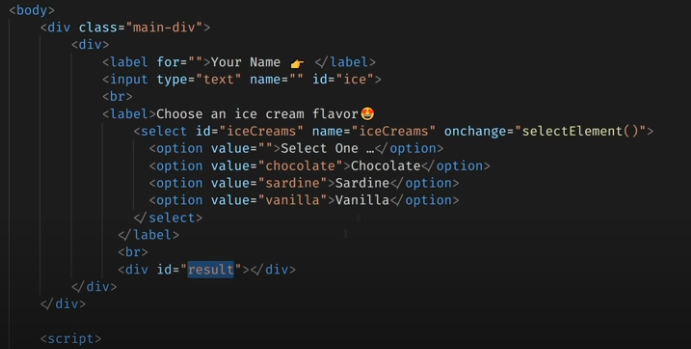 <body>
<div class="main-div">
<div>
<label for="">Your Name 👉 </label>
<input type="text" name="" id="ice">
<br>
<label>Choose an ice cream flavor🤩
<select id="iceCreams" name="iceCreams" onchange="selectElement()">
<option value="">Select One …</option>
<option value="chocolate">Chocolate</option>
<option value="sardine">Sardine</option>
<option value="vanilla">Vanilla</option>
</select>
</label>
<br>
<div id="result"></div>
</div>
</div>
<script>